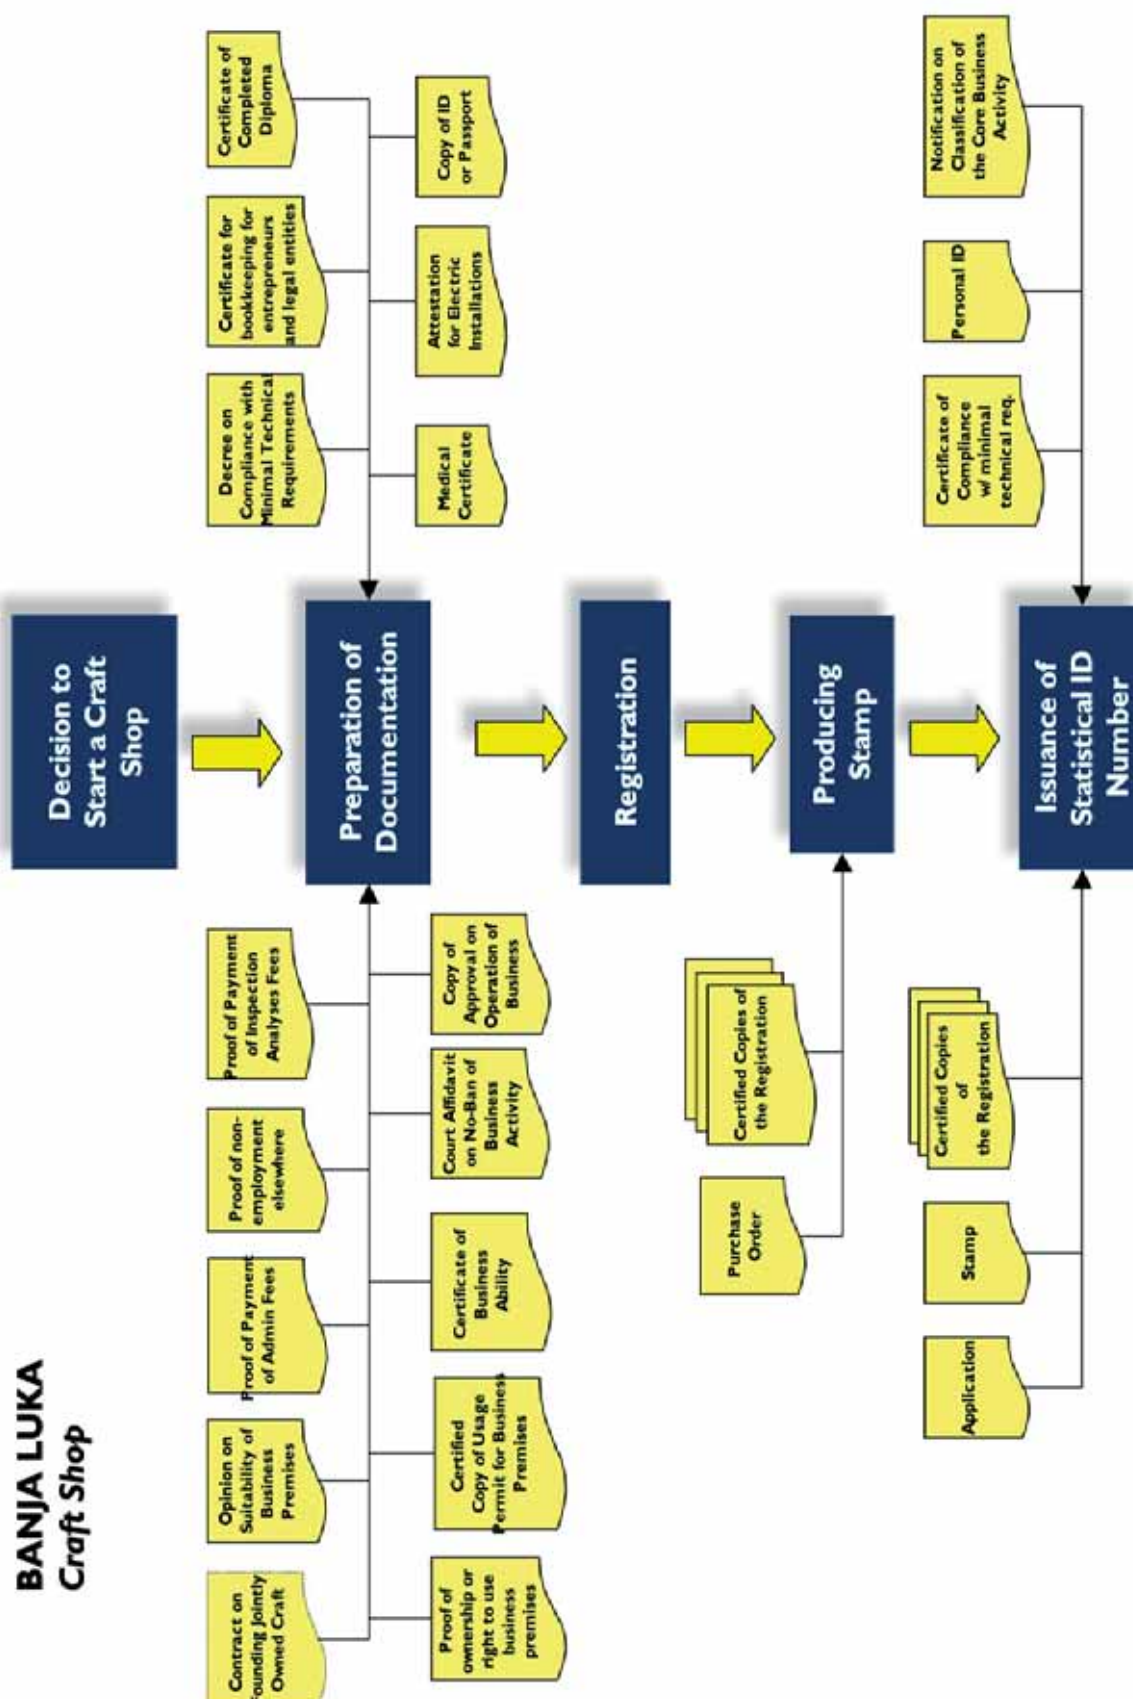 BANJA LUKA
Craft Shop
Decision to
Start a Craft
Shop
Contract on
ounding Jointly
Owned Craft
Opinion on
Suitability of
Business
Premises
Proof of Payment
of Admin Fees
Proof of non-
employment
elsewhere
Proof of Payment
of Inspection
Analyses Fees
Decree on
Compliance with
Minimal Technical
Requirements
Certificate for
bookkeeping for
entrepreneurs
and legal entities
Certificate of
Completed
Diploma
Preparation of
Documentation
Proof of
ownership or
right to use
business
premises
Certified
Copy of Usage
Permit for Business
Premises
Certificate of
Business
Ability
Court Affidavit
on No-Ban of
Business
Activity
Copy of
Approval on
Operation of
Business
Medical
Certificate
Attestation
for Electric
Installations
Copy of ID
or Passport
Registration
Purchase
Order
Certified Copies of
the Registration
Producing
Stamp
Application
Stamp
Certified Copies
of
the Registration
Certificate of
Compliance
w/ minimal
technical req.
Personal ID
Notification on
Classification of
the Core Business
Activity
Issuance of
Statistical ID
Number